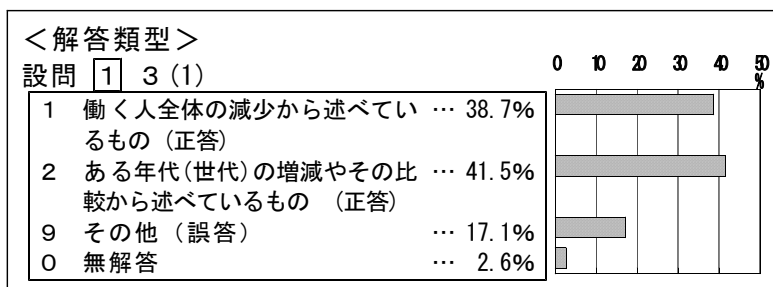 <解答類型>
設問 1 3(1)
0 10 20 30 40 50
%
1 働く人全体の減少から述べてい … 38.7%
るもの(正答)
2 ある年代(世代)の増減やその比 … 41.5%
較から述べているもの (正答)
9 その他(誤答) … 17.1%
0 無解答 … 2.6%